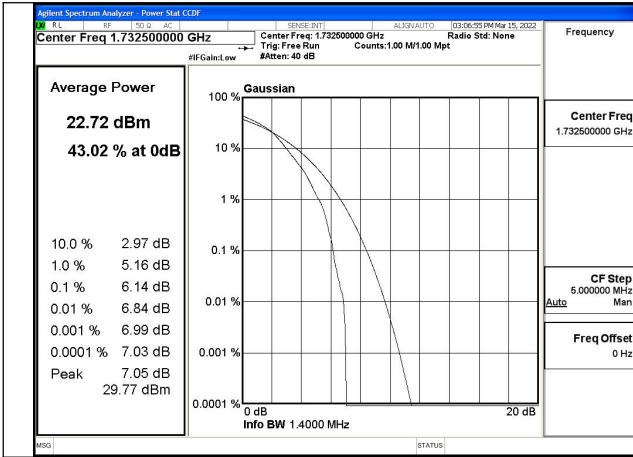 Agilent Spectrum Analyzer - Power Stat CCDF
RL RF 50 Ω AC SENSE:INT ALIGN AUTO 03:06:55 PM Mar 15, 2022
Center Freq 1.732500000 GHz
Center Freq: 1.732500000 GHz Radio Std: None
Trig: Free Run Counts:1.00 M/1.00 Mpt
#IFGain:Low #Atten: 40 dB
Frequency
Average Power
22.72 dBm
43.02 % at 0dB
10.0 % 2.97 dB
1.0 % 5.16 dB
0.1 % 6.14 dB
0.01 % 6.84 dB
0.001 % 6.99 dB
0.0001 % 7.03 dB
Peak 7.05 dB
29.77 dBm
Gaussian
100 %
10 %
1 %
0.1 %
0.01 %
0.001 %
0.0001 %
0 dB 20 dB
Info BW 1.4000 MHz
Center Freq
1.732500000 GHz
CF Step
5.000000 MHz
Auto Man
Freq Offset
0 Hz
MSG STATUS